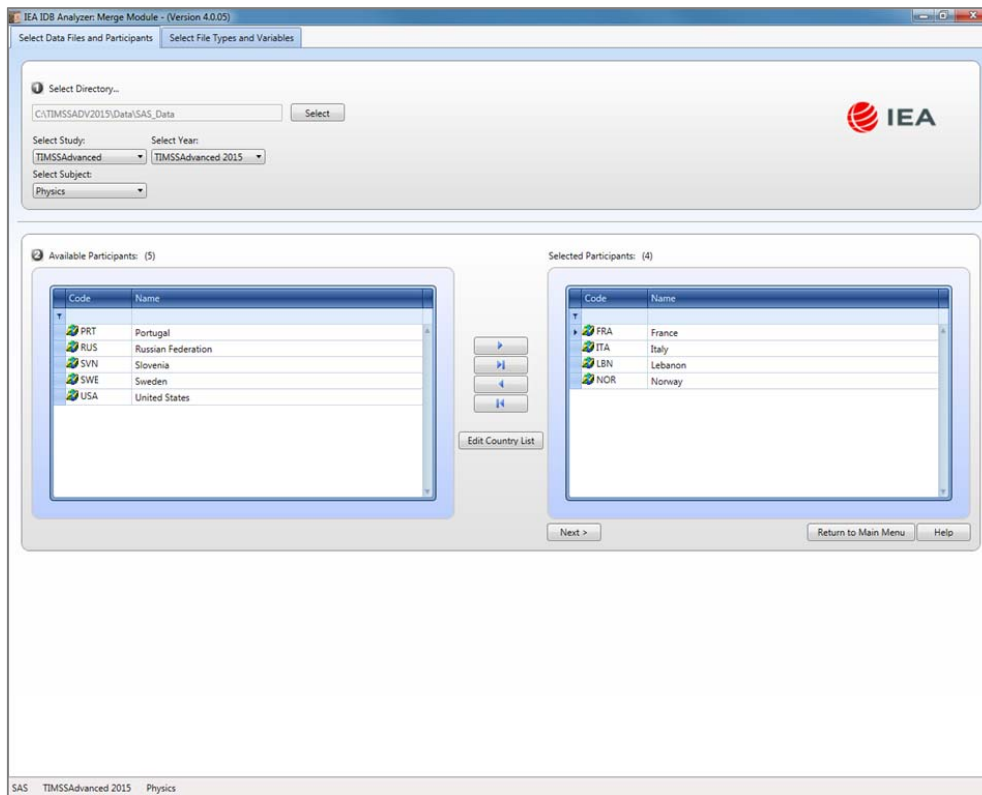 IEA IDB Analyzer: Merge Module - (Version 4.0.05)
Select Data Files and Participants Select File Types and Variables
1 Select Directory...
C:\TIMSSADV2015\Data\SAS_Data Select
IEA
Select Study: Select Year:
TIMSSAdvanced TIMSSAdvanced 2015
Select Subject:
Physics
2 Available Participants: (5) Selected Participants: (4)
Code Name Code Name
PRT Portugal FRA France
RUS Russian Federation ITA Italy
SVN Slovenia LBN Lebanon
SWE Sweden NOR Norway
USA United States
Edit Country List
Next > Return to Main Menu Help
SAS TIMSSAdvanced 2015 Physics